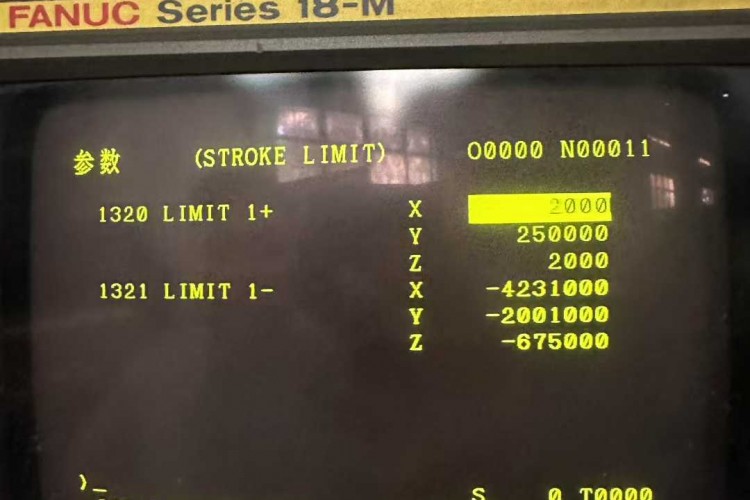 FANUC Series 18-M
参数 (STROKE LIMIT) O0000 N00011
1320 LIMIT 1+ X 2000
Y 250000
Z 2000
1321 LIMIT 1- X -4231000
Y -2001000
Z -675000
)_
S 0 T0000